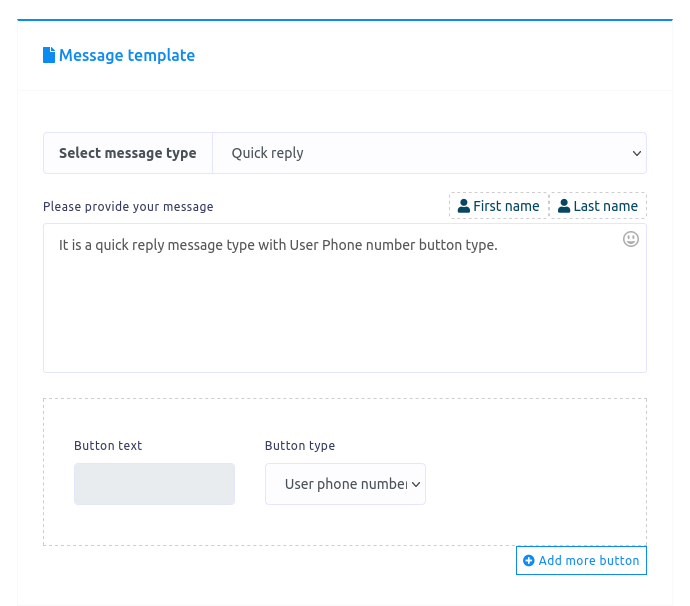 Message template
Select message type
Quick reply
Please provide your message
First name
Last name
It is a quick reply message type with User Phone number button type.
Button text
Button type
User phone number
Add more button